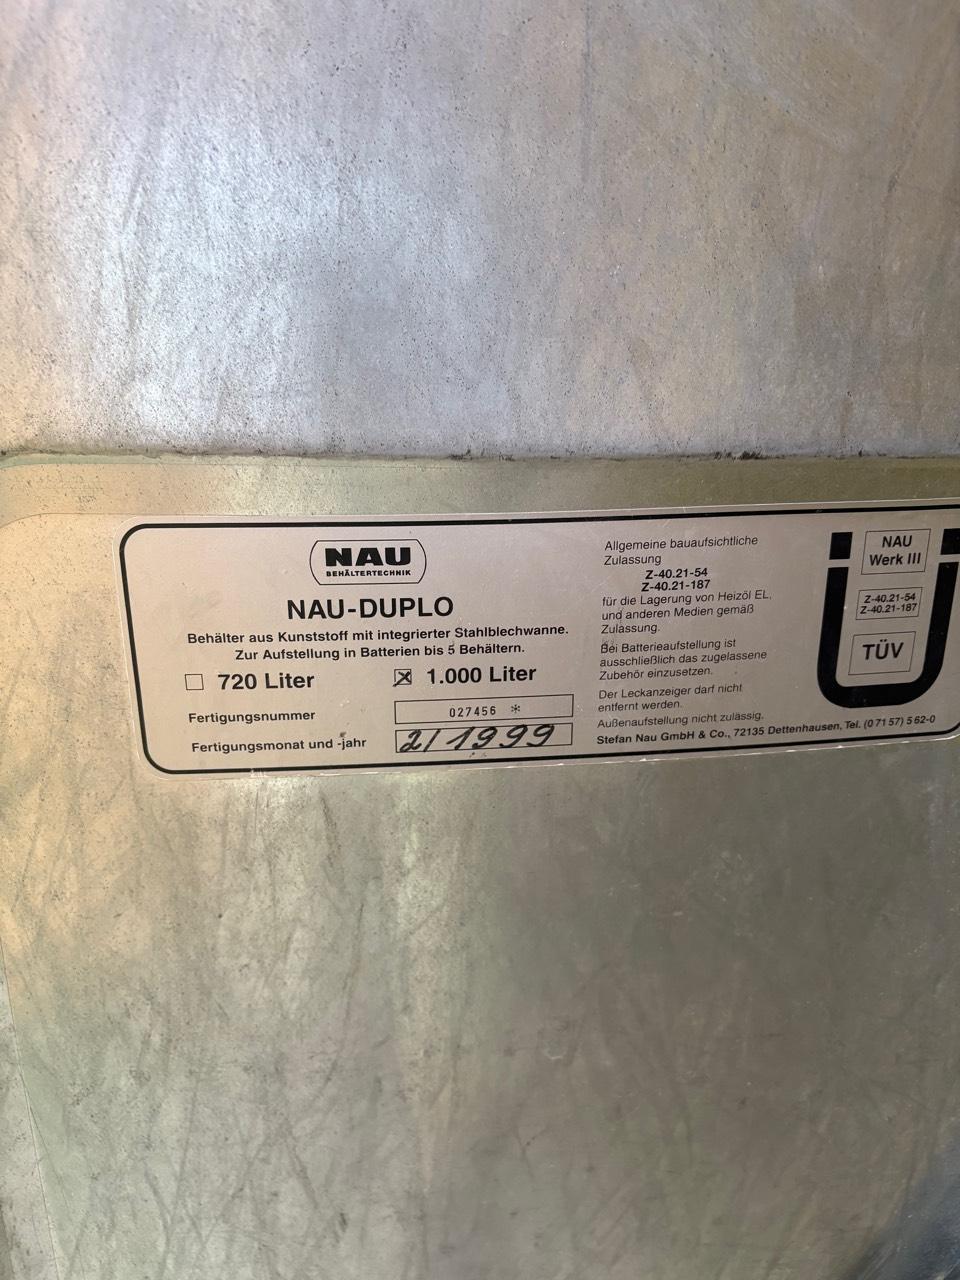 NAU
BEHÄLTERTECHNIK
NAU-DUPLO
Behälter aus Kunststoff mit integrierter Stahlblechwanne.
Zur Aufstellung in Batterien bis 5 Behältern.
720 Liter
1.000 Liter
Fertigungsnummer
027456 *
Fertigungsmonat und -jahr
2/1999
Allgemeine bauaufsichtliche
Zulassung
Z-40.21-54
Z-40.21-187
für die Lagerung von Heizöl EL,
und anderen Medien gemäß
Zulassung.
Bei Batterieaufstellung ist
ausschließlich das zugelassene
Zubehör einzusetzen.
Der Leckanzeiger darf nicht
entfernt werden.
Außenaufstellung nicht zulässig.
Stefan Nau GmbH & Co., 72135 Dettenhausen, Tel. (0 71 57) 5 62-0
NAU
Werk III
Z-40.21-54
Z-40.21-187
TÜV